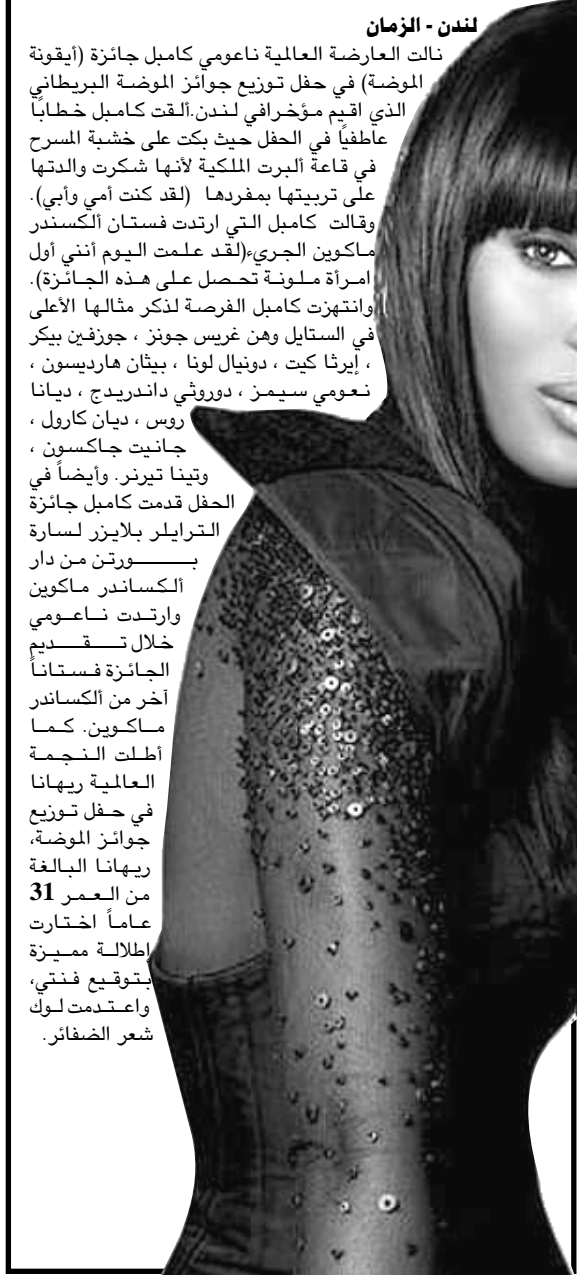 لندن - الزمان
نالت العارضة العالمية ناعومي كامبل جائزة (أيقونة
الموضة) في حفل توزيع جوائز الموضة البريطاني
الذي اقيم مؤخرافي لندن.ألقت كامبل خطابًا
عاطفيًا في الحفل حيث بكت على خشبة المسرح
في قاعة ألبرت الملكية لأنها شكرت والدتها
على تربيتها بمفردها (لقد كنت أمي وأبي).
وقالت كامبل التي ارتدت فستان ألكسندر
ماكوين الجريء(لقد علمت اليوم أنني أول
امرأة ملونة تحصل على هذه الجائزة).
وانتهزت كامبل الفرصة لذكر مثالها الأعلى
في الستايل وهن غريس جونز ، جوزفين بيكر
، إيرثا كيت ، دونيال لونا ، بيثان هارديسون ،
نعومي سيمز ، دوروثي داندريدج ، ديانا
روس ، ديان كارول ،
جانيت جاكسون ،
وتينا تيرنر. وأيضاً في
الحفل قدمت كامبل جائزة
الترايلر بلايزر لسارة
بـــــورتن من دار
ألكساندر ماكوين
وارتدت ناعومي
خلال تــقــديم
الجائزة فستاناً
آخر من ألكساندر
ماكوين. كما
أطلت النجمة
العالمية ريهانا
في حفل توزيع
جوائز الموضة،
ريهانا البالغة
من العمر 31
عاماً اختارت
إطلالة مميزة
بتوقيع فنتي،
واعتدمت لوك
شعر الضفائر.